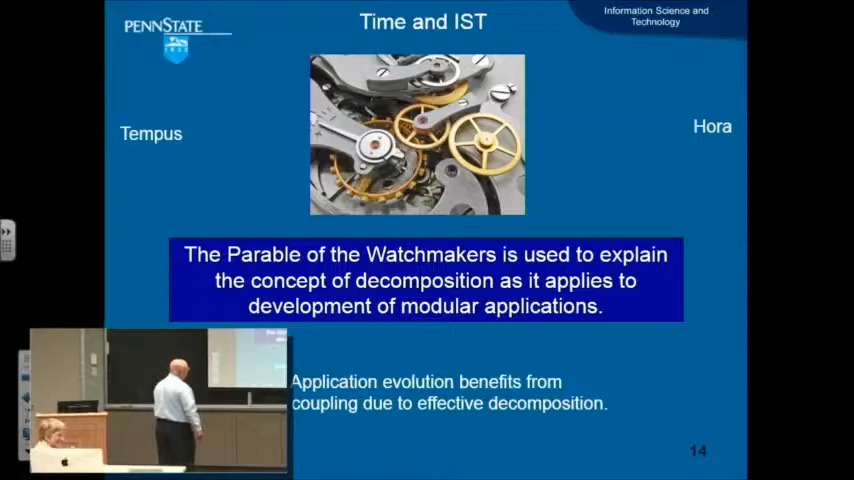 PENNSTATE
1855
Time and IST
Information Science and
Technology
Tempus
Hora
The Parable of the Watchmakers is used to explain
the concept of decomposition as it applies to
development of modular applications.
Application evolution benefits from
coupling due to effective decomposition.
14